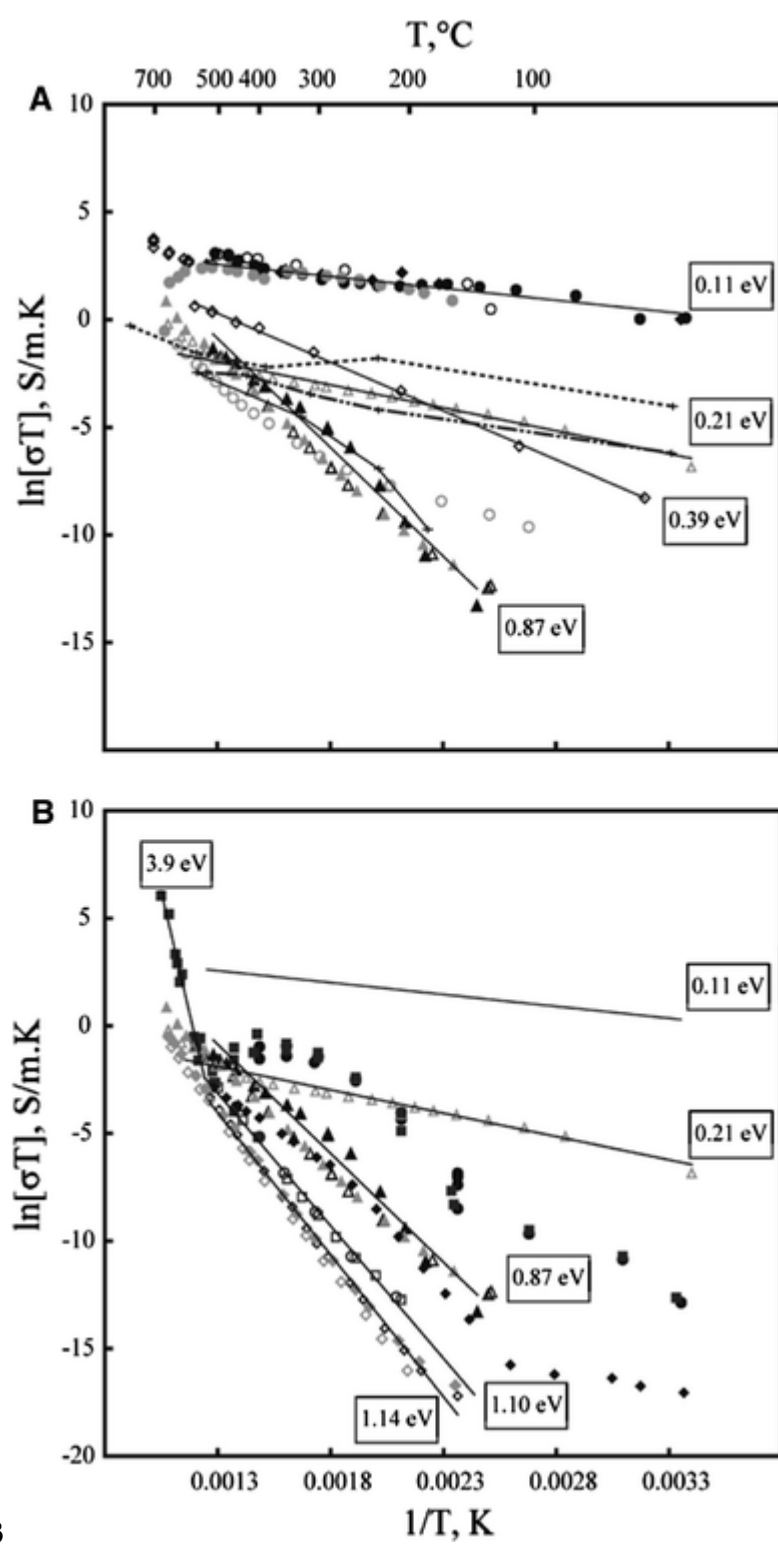 T,°C
700 500 400 300 200 100
A
10
5
0
-5
-10
-15
ln[σT], S/m.K
0.11 eV
0.21 eV
0.39 eV
0.87 eV
B
10
5
0
-5
-10
-15
-20
ln[σT], S/m.K
3.9 eV
0.11 eV
0.21 eV
0.87 eV
1.10 eV
1.14 eV
0.0013 0.0018 0.0023 0.0028 0.0033
1/T, K